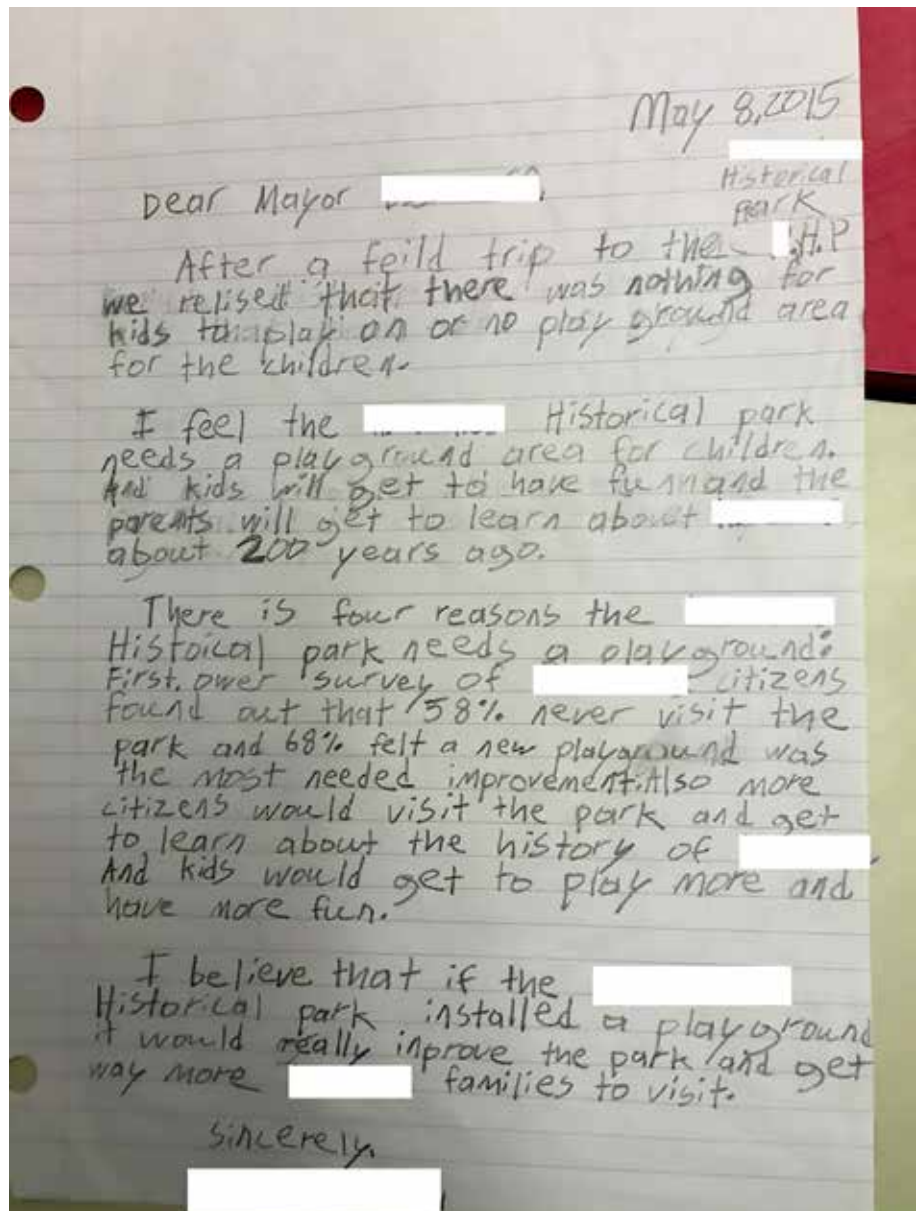 May 8, 2015
Historical
park
Dear Mayor
After a feild trip to the .H.P
we relised that there was nothing for
kids to play on or no play ground area
for the children.
I feel the Historical park
needs a playground area for children.
And kids will get to have funn and the
parents will get to learn about
about 200 years ago.
There is four reasons the
Histoical park needs a playground:
First, ower survey of citizens
found out that 58% never visit the
park and 68% felt a new playground was
the most needed improvement. Also more
citizens would visit the park and get
to learn about the history of .
And kids would get to play more and
have more fun.
I believe that if the
Historical park installed a playground
it would really inprove the park and get
way more families to visit.
sincerely,